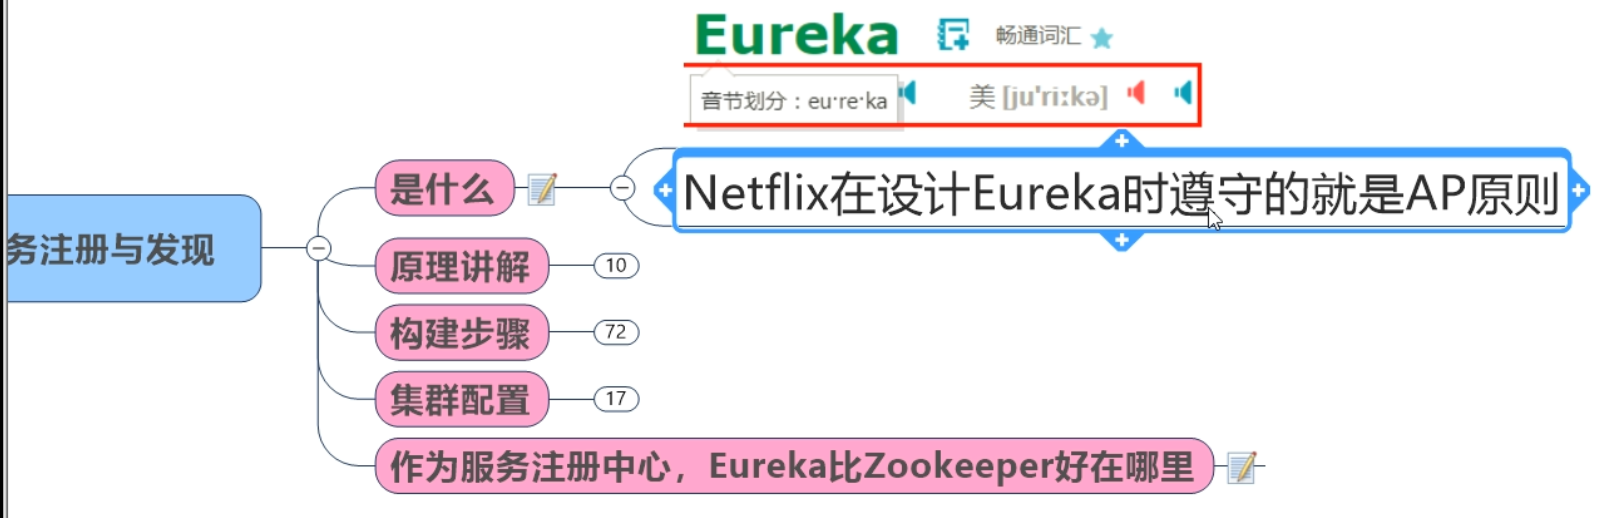 Eureka 畅通词汇
音节划分：eu·re·ka 美 [ju'ri:kə]
Netflix在设计Eureka时遵守的就是AP原则
是什么
务注册与发现
原理讲解 10
构建步骤 72
集群配置 17
作为服务注册中心，Eureka比Zookeeper好在哪里